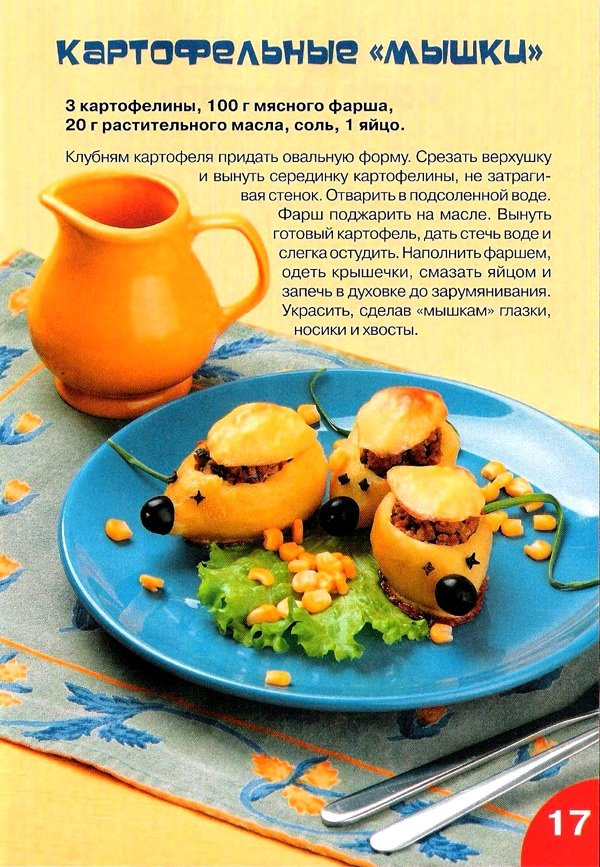 Картофельные «мышки»
3 картофелины, 100 г мясного фарша,
20 г растительного масла, соль, 1 яйцо.
Клубням картофеля придать овальную форму. Срезать верхушку
и вынуть серединку картофелины, не затраги-
вая стенок. Отварить в подсоленной воде.
Фарш поджарить на масле. Вынуть
готовый картофель, дать стечь воде и
слегка остудить. Наполнить фаршем,
одеть крышечки, смазать яйцом и
запечь в духовке до зарумянивания.
Украсить, сделав «мышкам» глазки,
носики и хвосты.
17